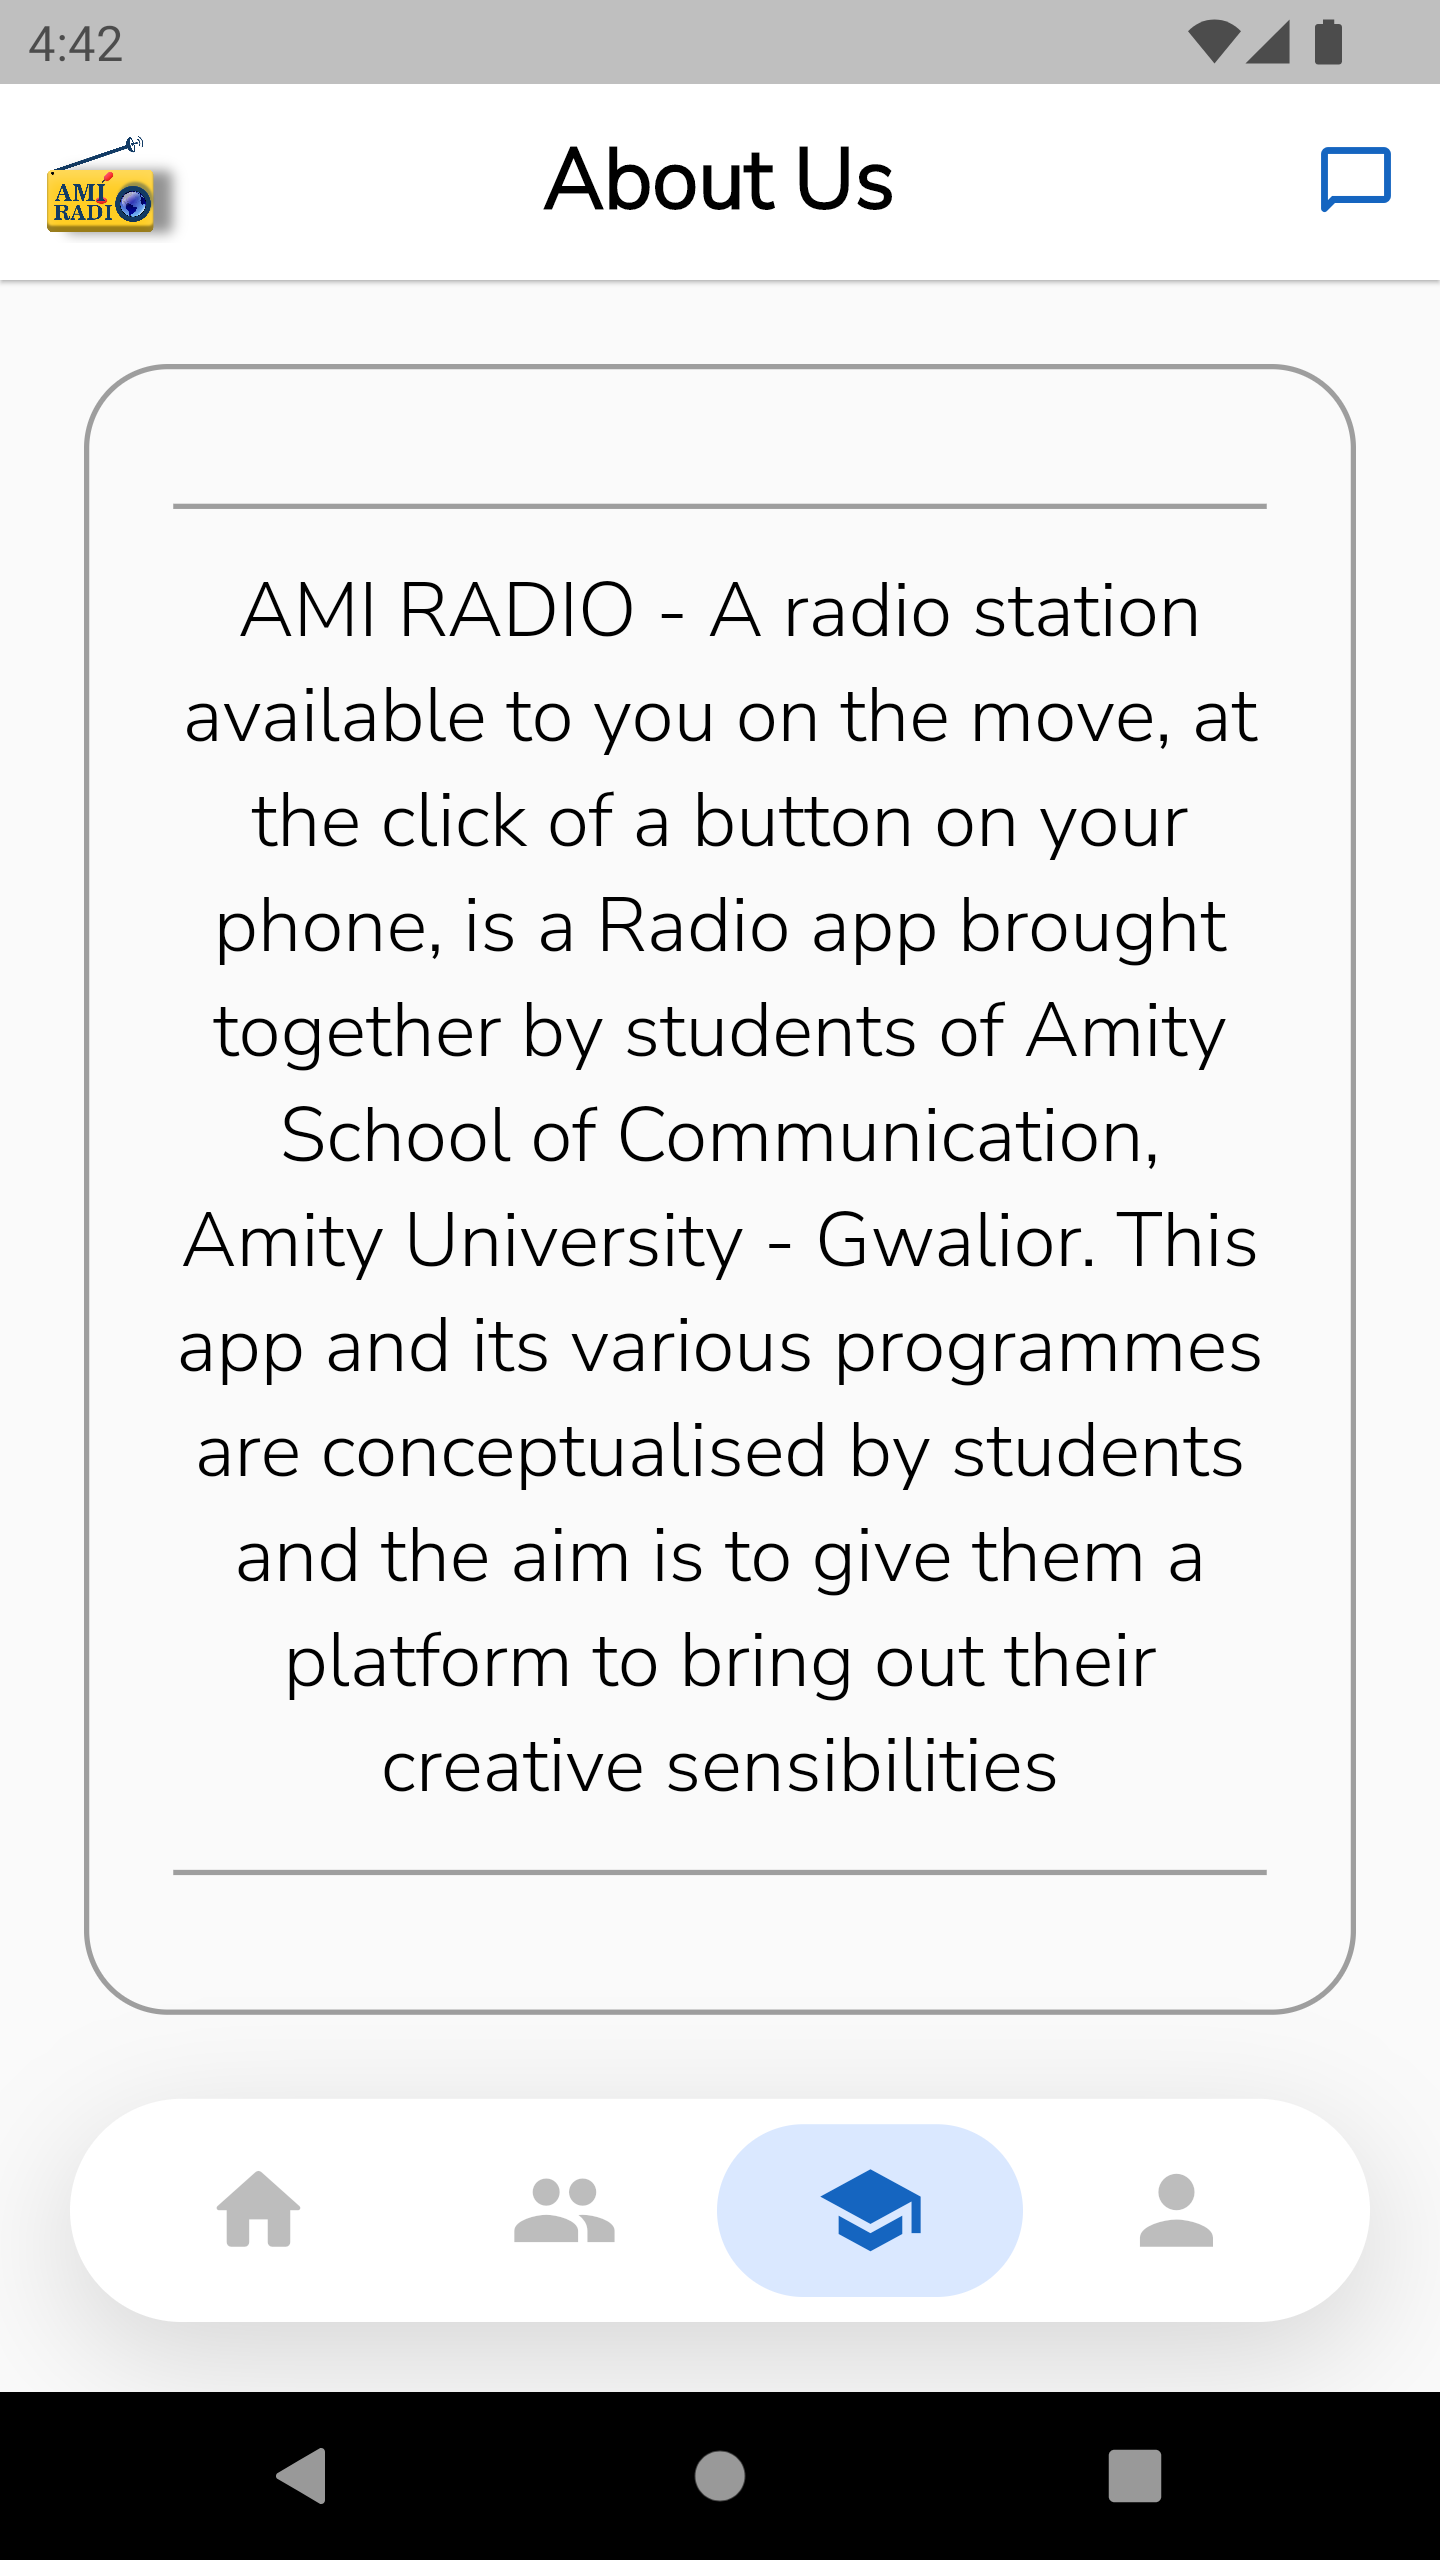 4:42
AMI
RADI
About Us
AMI RADIO - A radio station
available to you on the move, at
the click of a button on your
phone, is a Radio app brought
together by students of Amity
School of Communication,
Amity University - Gwalior. This
app and its various programmes
are conceptualised by students
and the aim is to give them a
platform to bring out their
creative sensibilities